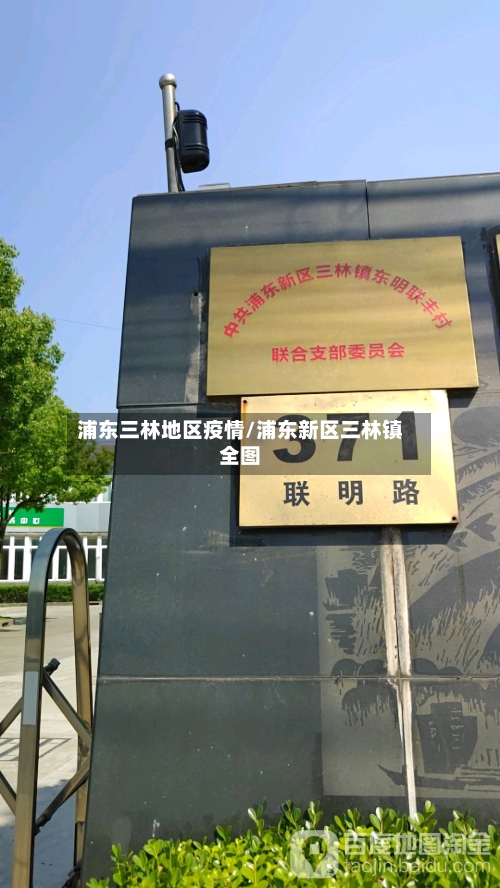 中共浦东新区三林镇东明联丰村
联合支部委员会
浦东三林地区疫情/浦东新区三林镇
全图
371
联明路
百度地图淘金
taojin.baidu.com